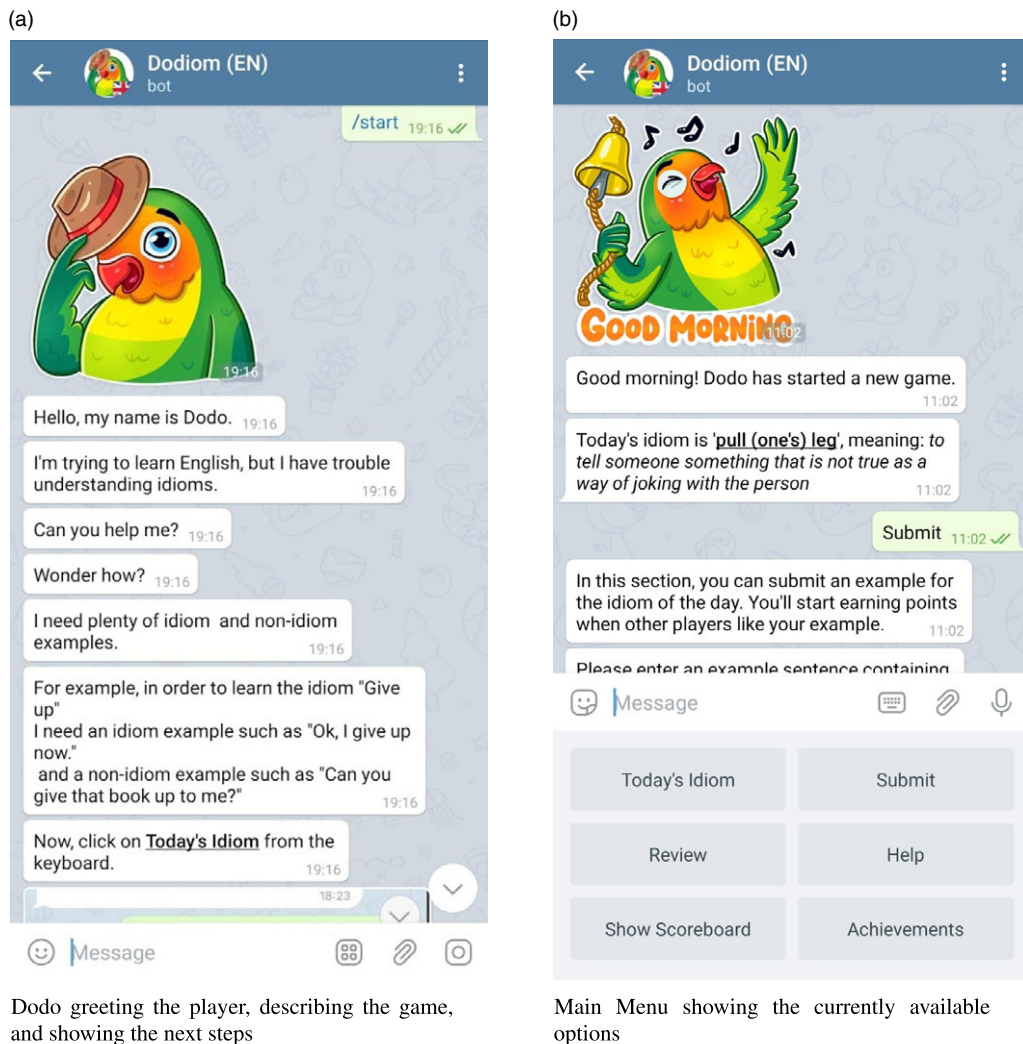 (a)
Dodiom (EN)
bot
/start 19:16
19:16
Hello, my name is Dodo. 19:16
I'm trying to learn English, but I have trouble
understanding idioms. 19:16
Can you help me? 19:16
Wonder how? 19:16
I need plenty of idiom and non-idiom
examples. 19:16
For example, in order to learn the idiom "Give
up"
I need an idiom example such as "Ok, I give up
now."
and a non-idiom example such as "Can you
give that book up to me?" 19:16
Now, click on Today's Idiom from the
keyboard. 19:16
18:23
Message
Dodo greeting the player, describing the game,
and showing the next steps
(b)
Dodiom (EN)
bot
GOOD MORNiNG 11:02
Good morning! Dodo has started a new game.
11:02
Today's idiom is 'pull (one's) leg', meaning: to
tell someone something that is not true as a
way of joking with the person 11:02
Submit 11:02
In this section, you can submit an example for
the idiom of the day. You'll start earning points
when other players like your example. 11:02
Please enter an example sentence containing
Message
Today's Idiom
Submit
Review
Help
Show Scoreboard
Achievements
Main Menu showing the currently available
options